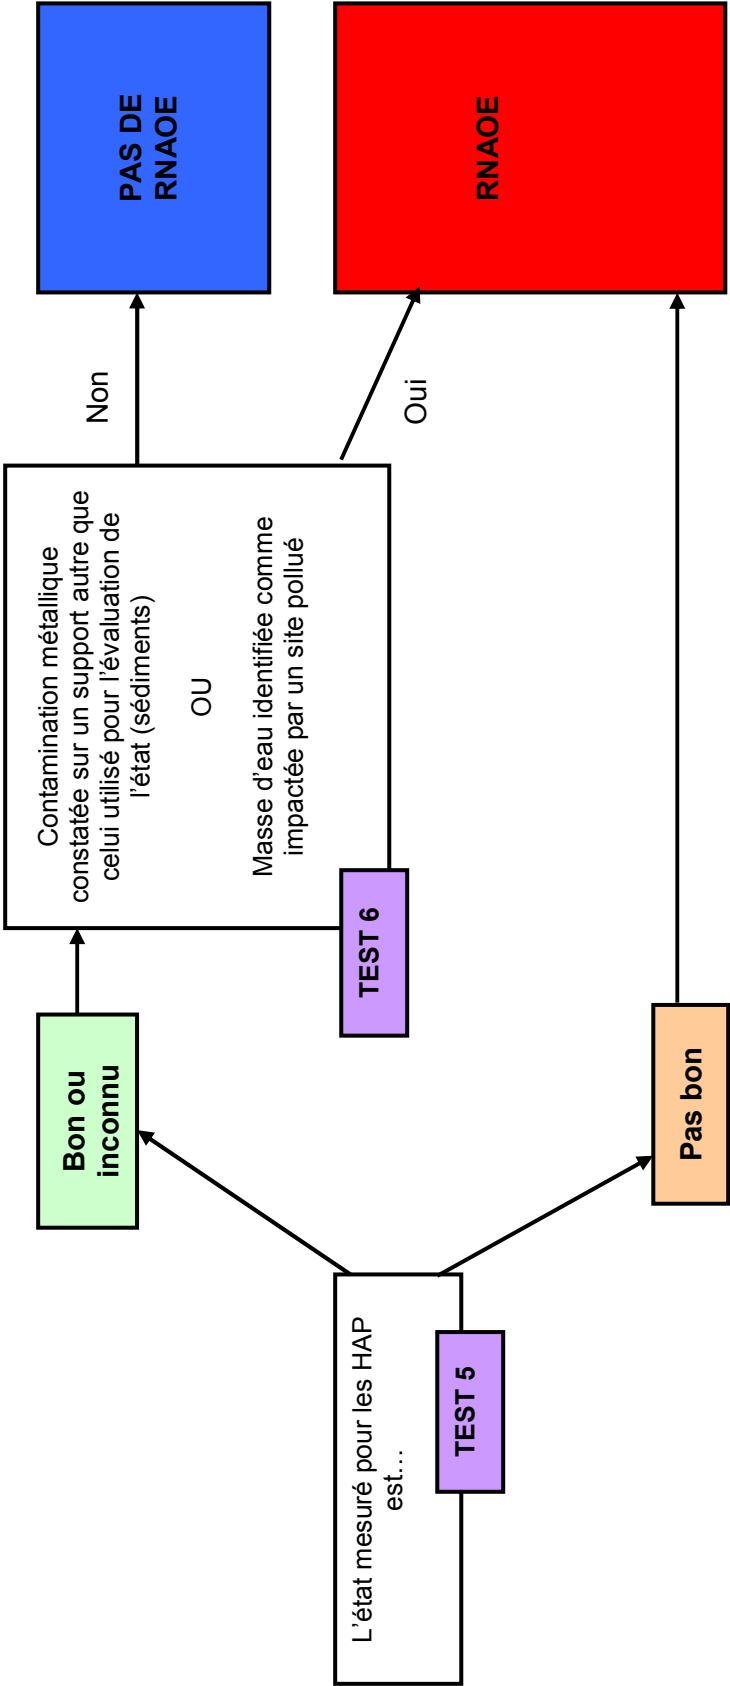 L'état mesuré pour les HAP
est…
TEST 5
Bon ou
inconnu
Pas bon
Contamination métallique
constatée sur un support autre que
celui utilisé pour l'évaluation de
l'état (sédiments)
OU
Masse d'eau identifiée comme
impactée par un site pollué
TEST 6
Non
Oui
PAS DE
RNAOE
RNAOE